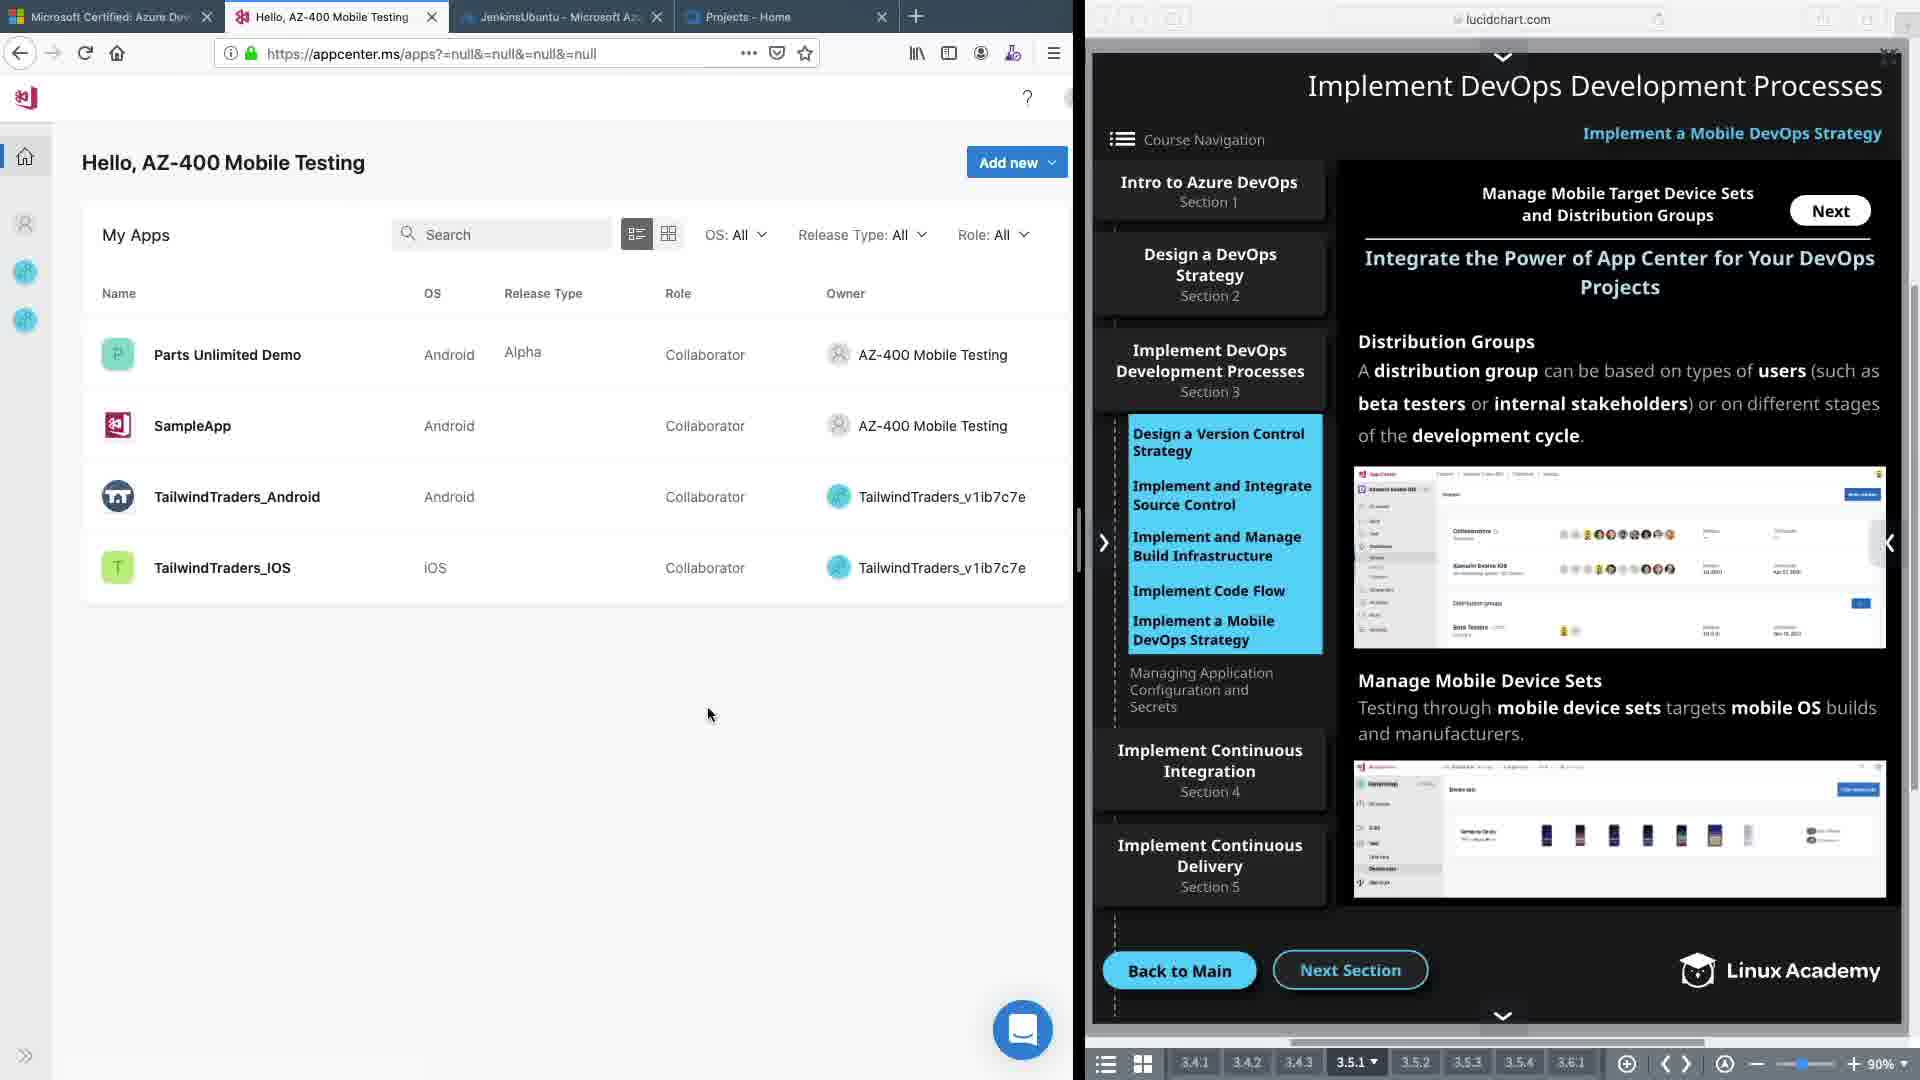 Microsoft Certified: Azure Dev
Hello, AZ-400 Mobile Testing
JenkinsUbuntu - Microsoft Az
Projects - Home
https://appcenter.ms/apps?=null&=null&=null&=null
Hello, AZ-400 Mobile Testing
Add new
My Apps
Search
OS: All
Release Type: All
Role: All
Name
OS
Release Type
Role
Owner
P
Parts Unlimited Demo
Android
Alpha
Collaborator
AZ-400 Mobile Testing
SampleApp
Android
Collaborator
AZ-400 Mobile Testing
TT
TailwindTraders_Android
Android
Collaborator
TailwindTraders_v1ib7c7e
T
TailwindTraders_IOS
iOS
Collaborator
TailwindTraders_v1ib7c7e
lucidchart.com
Implement DevOps Development Processes
Course Navigation
Implement a Mobile DevOps Strategy
Intro to Azure DevOps
Section 1
Design a DevOps
Strategy
Section 2
Implement DevOps
Development Processes
Section 3
Design a Version Control
Strategy
Implement and Integrate
Source Control
Implement and Manage
Build Infrastructure
Implement Code Flow
Implement a Mobile
DevOps Strategy
Managing Application
Configuration and
Secrets
Implement Continuous
Integration
Section 4
Implement Continuous
Delivery
Section 5
Manage Mobile Target Device Sets
and Distribution Groups
Next
Integrate the Power of App Center for Your DevOps
Projects
Distribution Groups
A distribution group can be based on types of users (such as
beta testers or internal stakeholders) or on different stages
of the development cycle.
Distribution groups
Beta Testers
Manage Mobile Device Sets
Testing through mobile device sets targets mobile OS builds
and manufacturers.
Back to Main
Next Section
Linux Academy
3.4.1
3.4.2
3.4.3
3.5.1
3.5.2
3.5.3
3.5.4
3.6.1
90%